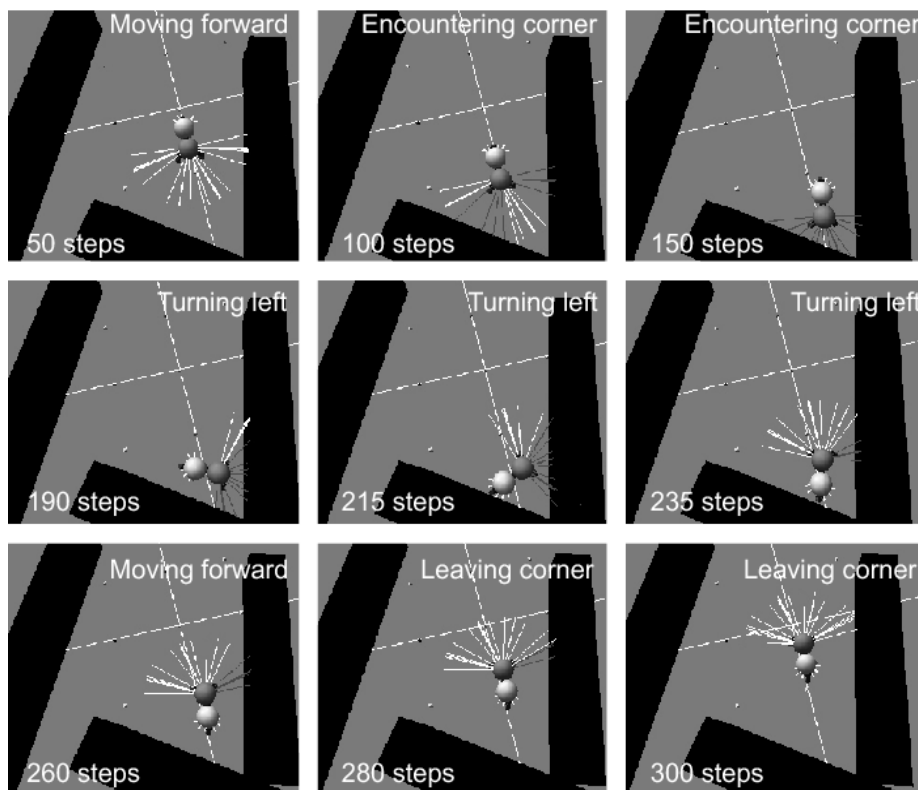 Moving forward
Encountering corner
Encountering corner
50 steps
100 steps
150 steps
Turning left
Turning left
Turning left
190 steps
215 steps
235 steps
Moving forward
Leaving corner
Leaving corner
260 steps
280 steps
300 steps